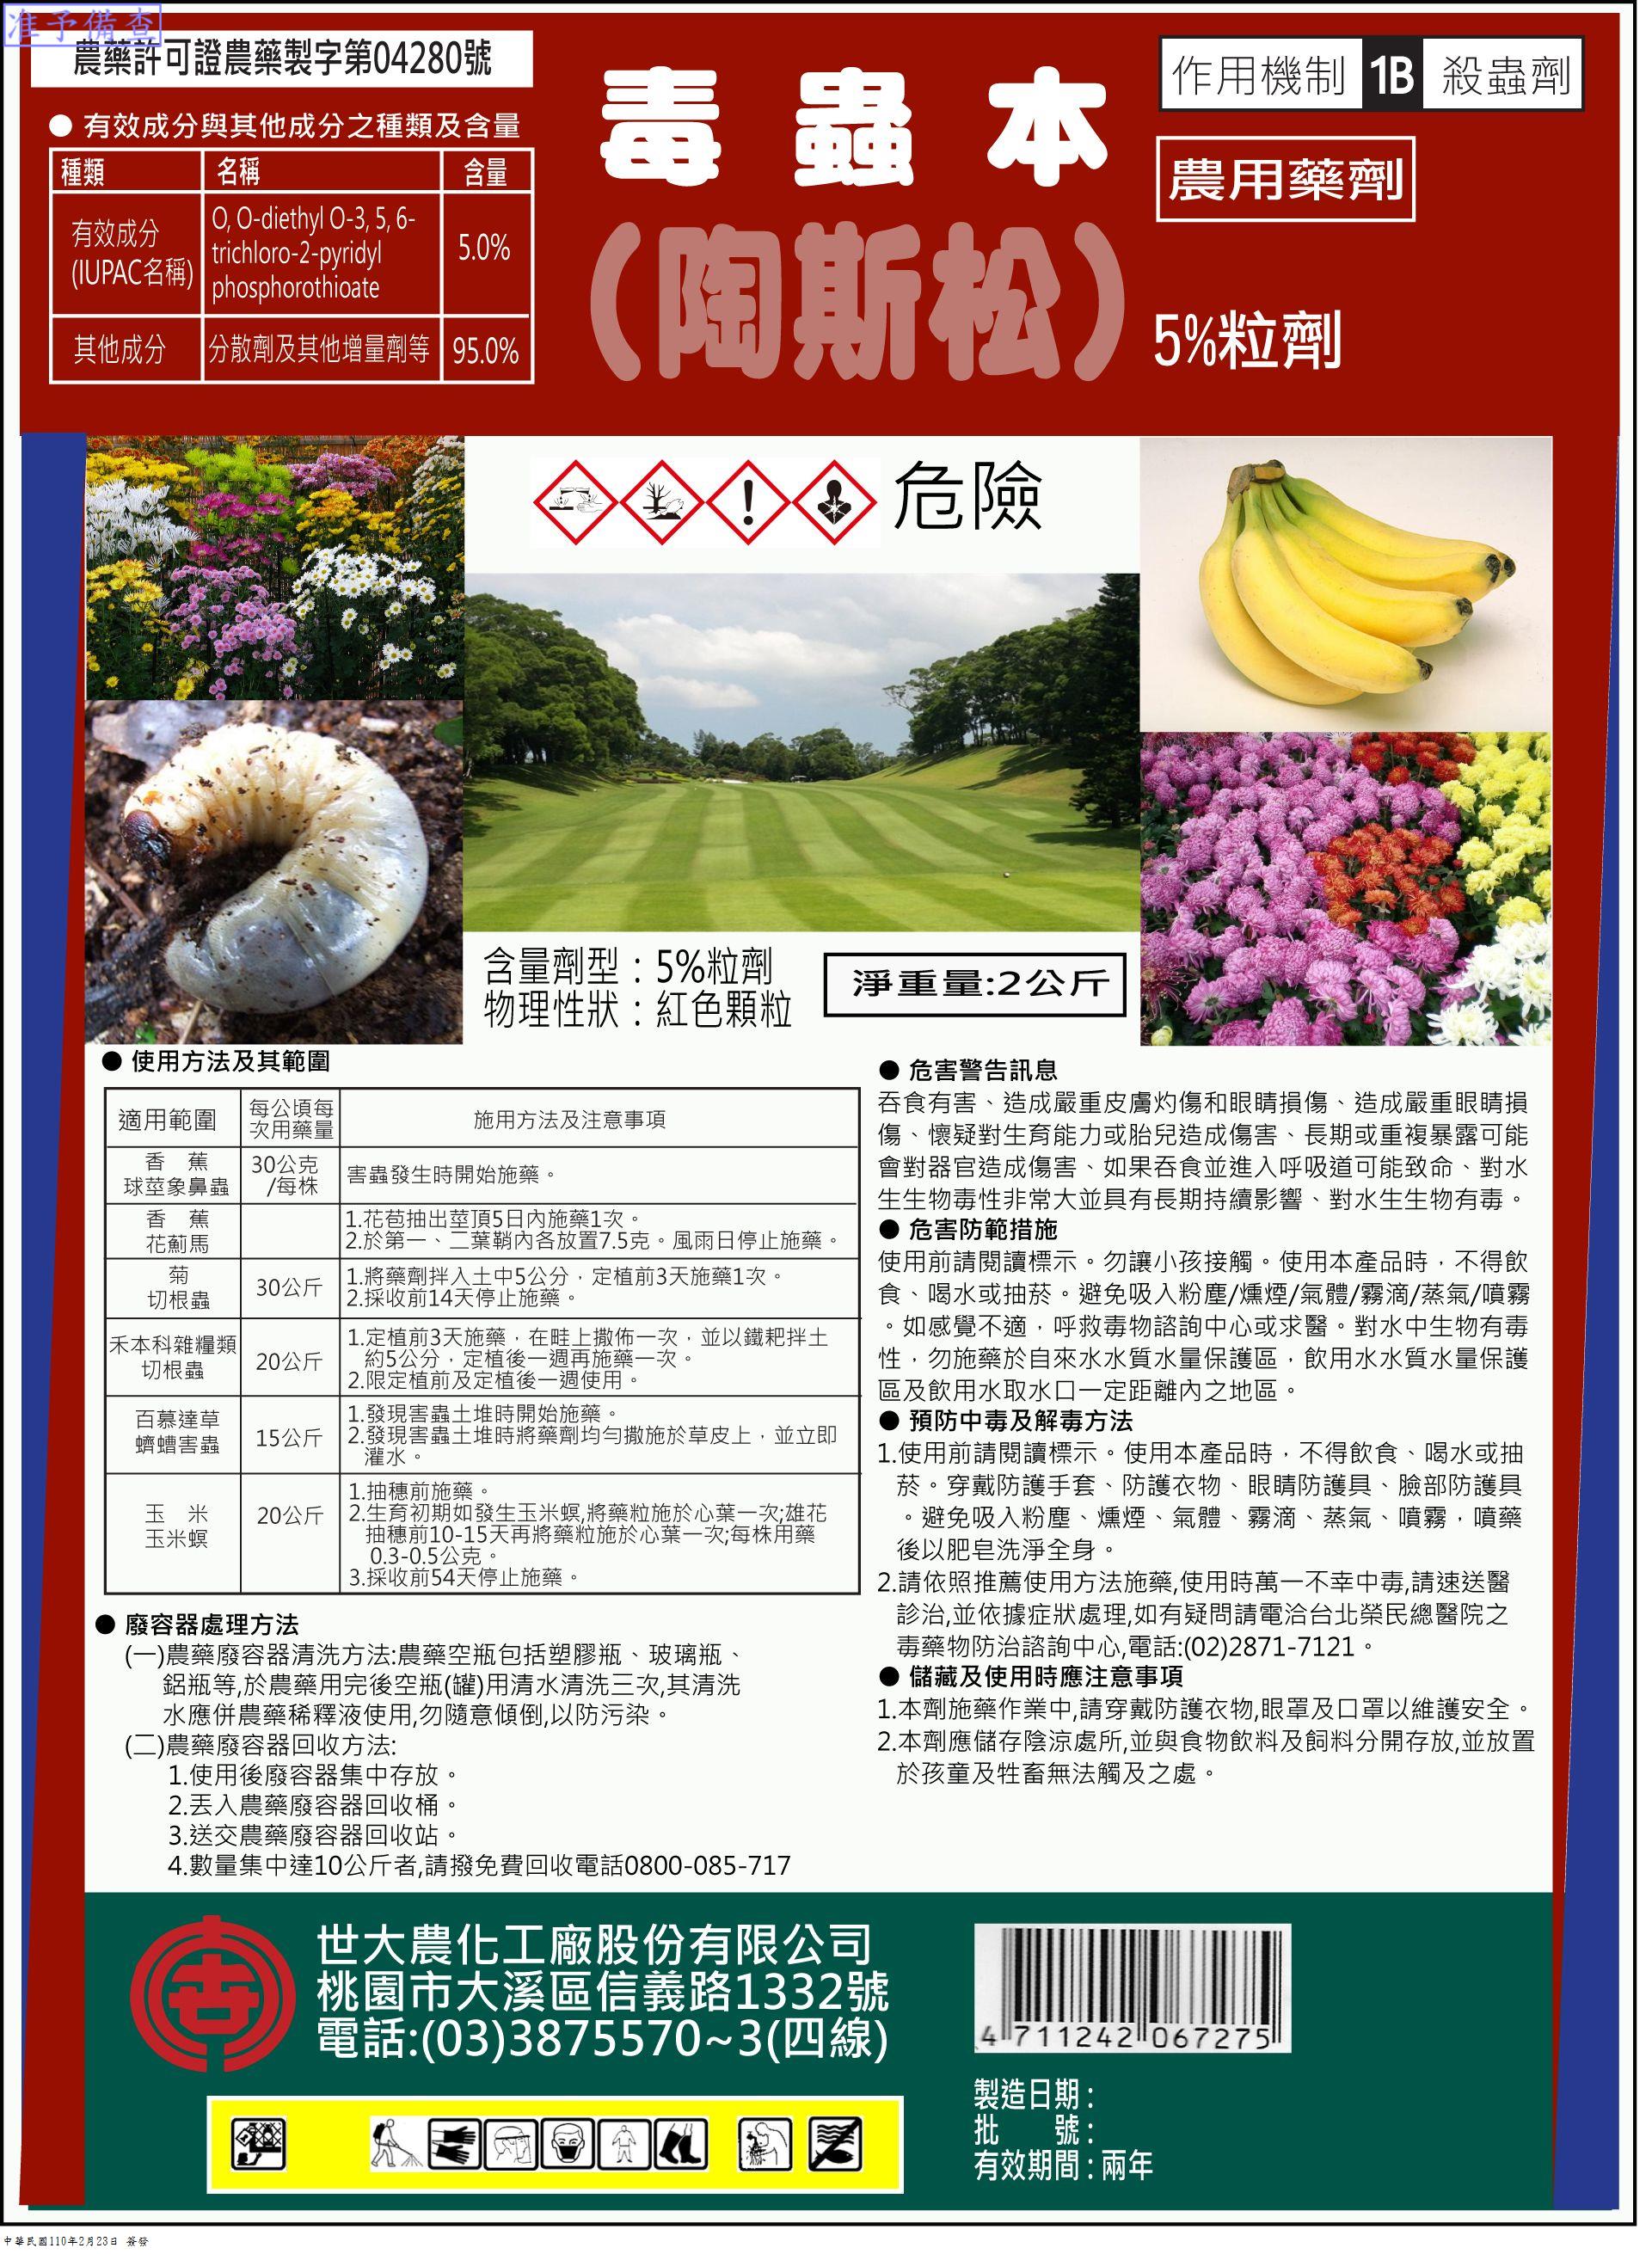 准予備查
農藥許可證農藥製字第04280號
● 有效成分與其他成分之種類及含量
種類 名稱 含量
有效成分
(IUPAC名稱)
O, O-diethyl O-3, 5, 6-
trichloro-2-pyridyl
phosphorothioate
5.0%
其他成分 分散劑及其他增量劑等 95.0%
毒蟲本
(陶斯松)
5%粒劑
作用機制 1B 殺蟲劑
農用藥劑
危險
含量劑型：5%粒劑
物理性狀：紅色顆粒
淨重量:2公斤
● 使用方法及其範圍
適用範圍
每公頃每
次用藥量
施用方法及注意事項
香 蕉
球莖象鼻蟲
30公克
/每株
害蟲發生時開始施藥。
香 蕉
花薊馬
1.花苞抽出莖頂5日內施藥1次。
2.於第一、二葉鞘內各放置7.5克。風雨日停止施藥。
菊
切根蟲
30公斤
1.將藥劑拌入土中5公分，定植前3天施藥1次。
2.採收前14天停止施藥。
禾本科雜糧類
切根蟲
20公斤
1.定植前3天施藥，在畦上撒佈一次，並以鐵耙拌土
約5公分，定植後一週再施藥一次。
2.限定植前及定植後一週使用。
百慕達草
蠐螬害蟲
15公斤
1.發現害蟲土堆時開始施藥。
2.發現害蟲土堆時將藥劑均勻撒施於草皮上，並立即
灌水。
玉 米
玉米螟
20公斤
1.抽穗前施藥。
2.生育初期如發生玉米螟,將藥粒施於心葉一次;雄花
抽穗前10-15天再將藥粒施於心葉一次;每株用藥
0.3-0.5公克。
3.採收前54天停止施藥。
● 廢容器處理方法
(一)農藥廢容器清洗方法:農藥空瓶包括塑膠瓶、玻璃瓶、
鋁瓶等,於農藥用完後空瓶(罐)用清水清洗三次,其清洗
水應併農藥稀釋液使用,勿隨意傾倒,以防污染。
(二)農藥廢容器回收方法:
1.使用後廢容器集中存放。
2.丟入農藥廢容器回收桶。
3.送交農藥廢容器回收站。
4.數量集中達10公斤者,請撥免費回收電話0800-085-717
● 危害警告訊息
吞食有害、造成嚴重皮膚灼傷和眼睛損傷、造成嚴重眼睛損
傷、懷疑對生育能力或胎兒造成傷害、長期或重複暴露可能
會對器官造成傷害、如果吞食並進入呼吸道可能致命、對水
生生物毒性非常大並具有長期持續影響、對水生生物有毒。
● 危害防範措施
使用前請閱讀標示。勿讓小孩接觸。使用本產品時，不得飲
食、喝水或抽菸。避免吸入粉塵/燻煙/氣體/霧滴/蒸氣/噴霧
。如感覺不適，呼救毒物諮詢中心或求醫。對水中生物有毒
性，勿施藥於自來水水質水量保護區，飲用水水質水量保護
區及飲用水取水口一定距離內之地區。
● 預防中毒及解毒方法
1.使用前請閱讀標示。使用本產品時，不得飲食、喝水或抽
菸。穿戴防護手套、防護衣物、眼睛防護具、臉部防護具
。避免吸入粉塵、燻煙、氣體、霧滴、蒸氣、噴霧，噴藥
後以肥皂洗淨全身。
2.請依照推薦使用方法施藥,使用時萬一不幸中毒,請速送醫
診治,並依據症狀處理,如有疑問請電洽台北榮民總醫院之
毒藥物防治諮詢中心,電話:(02)2871-7121。
● 儲藏及使用時應注意事項
1.本劑施藥作業中,請穿戴防護衣物,眼罩及口罩以維護安全。
2.本劑應儲存陰涼處所,並與食物飲料及飼料分開存放,並放置
於孩童及牲畜無法觸及之處。
世大農化工廠股份有限公司
桃園市大溪區信義路1332號
電話:(03)3875570~3(四線)
4 711242 067275
製造日期：
批 號：
有效期間：兩年
中華民國110年2月23日 簽發